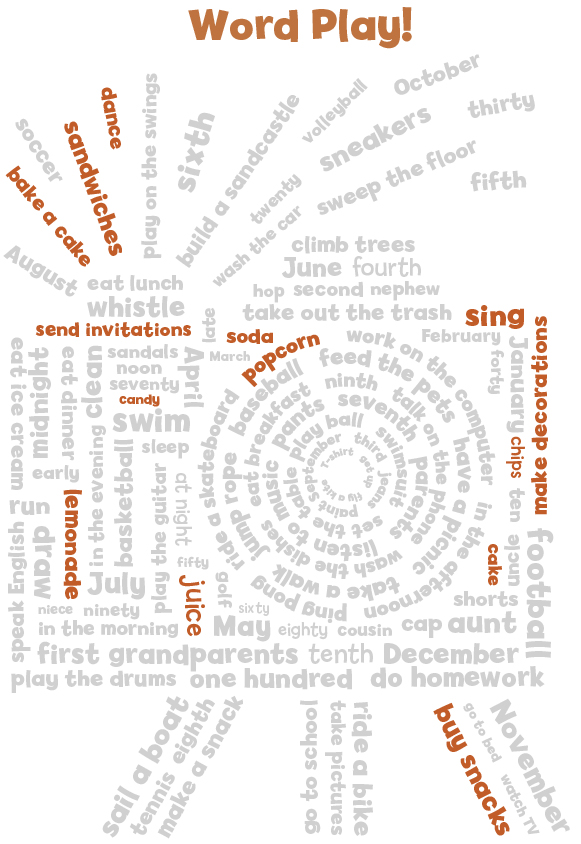 Word Play!
October
volleyball
thirty
dance
play on the swings
sixth
build a sandcastle
sneakers
soccer
sandwiches
sweep the floor
fifth
bake a cake
twenty
wash the car
climb trees
August
June
fourth
eat lunch
hop
second
nephew
whistle
late
take out the trash
sing
send invitations
soda
popcorn
work on the computer
February
make decorations
eat ice cream
midnight
eat dinner
clean
sandals
April
March
feed the pets
forty
January
noon
seventy
baseball
ninth
candy
eat breakfast
pants
seventh
talk on the phone
swim
ride a skateboard
play ball
swimsuit
have a picnic
chips
sleep
September
third
jeans
early
in the evening
basketball
play the guitar
at night
jump rope
T-shirt
get up
fly a kite
parents
ten
lemonade
run
draw
listen to music
set the table
paint
in the afternoon
football
speak English
fifty
wash the dishes
uncle
cake
July
juice
golf
ping pong
take a walk
shorts
niece
ninety
sixty
in the morning
May
eighty
cousin
cap
aunt
first
grandparents
tenth
December
play the drums
one hundred
do homework
sail a boat
tennis
eighth
make a snack
go to school
take pictures
ride a bike
buy snacks
go to bed
watch TV
November